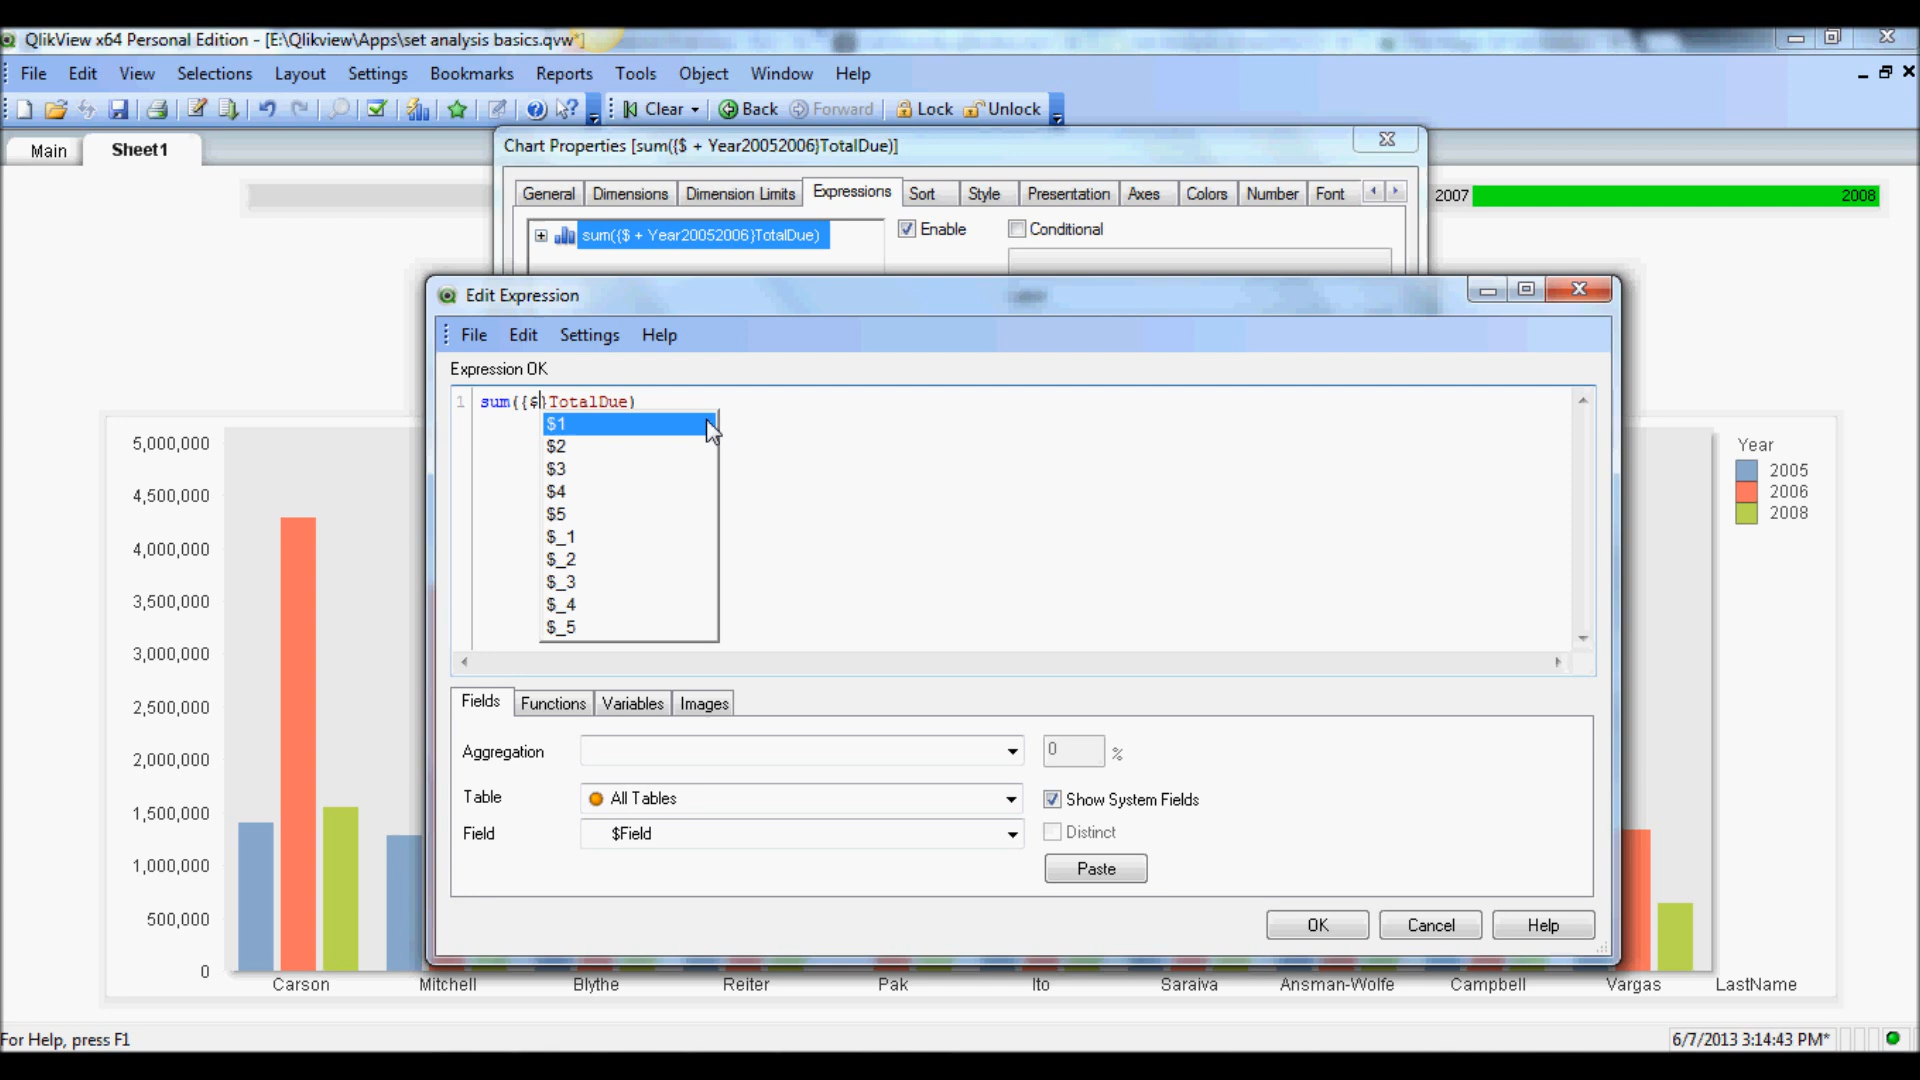 QlikView x64 Personal Edition - [E:\Qlikview\Apps\set analysis basics.qvw*]
File Edit View Selections Layout Settings Bookmarks Reports Tools Object Window Help
Clear Back Forward Lock Unlock
Main Sheet1
Chart Properties [sum({$ + Year20052006}TotalDue)]
General Dimensions Dimension Limits Expressions Sort Style Presentation Axes Colors Number Font
2007 2008
sum({$ + Year20052006}TotalDue)
Enable Conditional
Edit Expression
File Edit Settings Help
Expression OK
1 sum({$}TotalDue)
$1
$2
$3
$4
$5
$_1
$_2
$_3
$_4
$_5
5,000,000
4,500,000
4,000,000
3,500,000
3,000,000
2,500,000
2,000,000
1,500,000
1,000,000
500,000
0
Year
2005
2006
2008
Fields Functions Variables Images
Aggregation 0 %
Table All Tables Show System Fields
Field $Field Distinct
Paste
OK Cancel Help
Carson Mitchell Blythe Reiter Pak Ito Saraiva Ansman-Wolfe Campbell Vargas LastName
For Help, press F1 6/7/2013 3:14:43 PM*